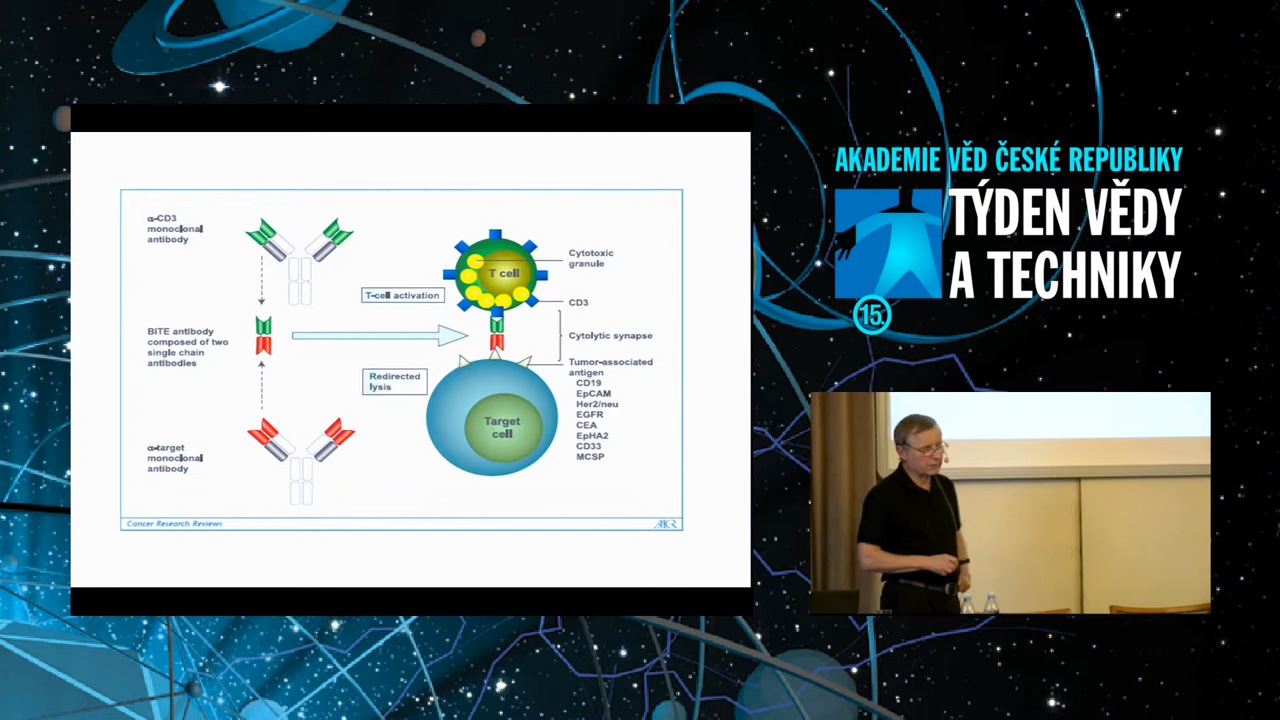 α-CD3
monoclonal
antibody
BITE antibody
composed of two
single chain
antibodies
α-target
monoclonal
antibody
T-cell activation
Redirected
lysis
T cell
Target
cell
Cytotoxic
granule
CD3
Cytolytic synapse
Tumor-associated
antigen
CD19
EpCAM
Her2/neu
EGFR
CEA
EpHA2
CD33
MCSP
Cancer Research Reviews
AACR
AKADEMIE VĚD ČESKÉ REPUBLIKY
TÝDEN VĚDY
A TECHNIKY
15.